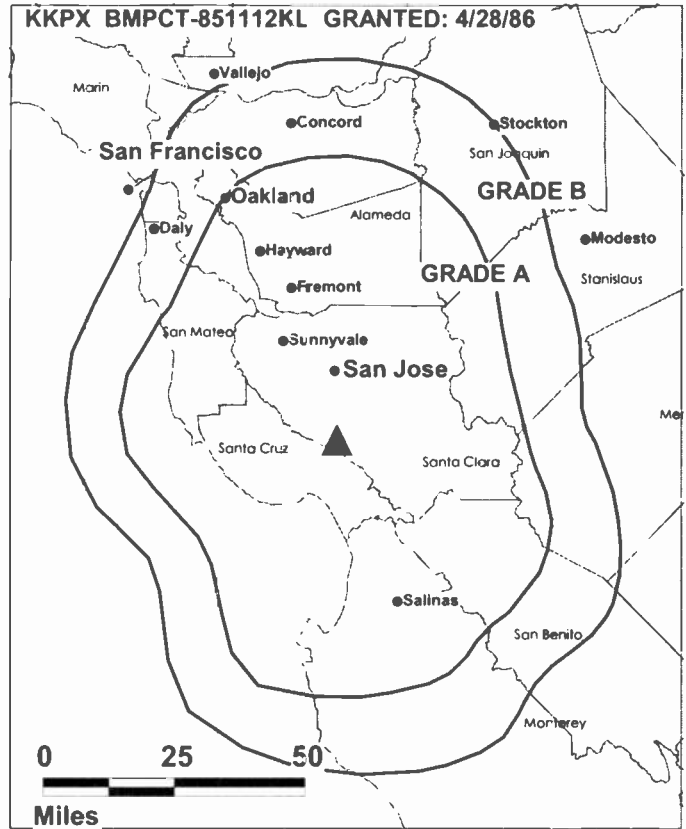 KKPX BMPCT-851112KL GRANTED: 4/28/86
Vallejo
Marin
Concord
Stockton
San Francisco
San Joaquin
Oakland
GRADE B
Alameda
Daly
Modesto
Hayward
GRADE A
Stanislaus
Fremont
San Mateo
Sunnyvale
San Jose
Mer
Santa Cruz
Santa Clara
Salinas
San Benito
Monterey
0 25 50
Miles